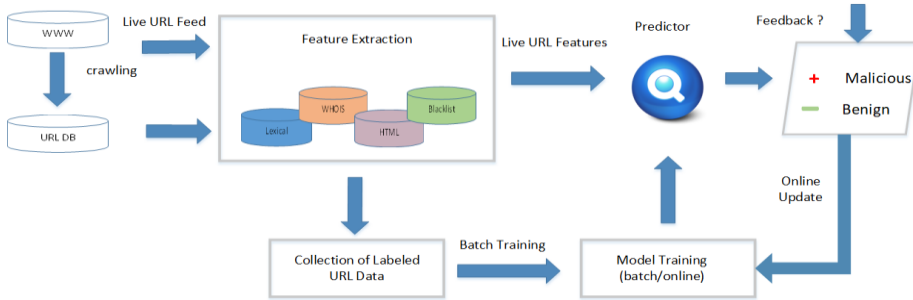 WWW
Live URL Feed
crawling
URL DB
Feature Extraction
Lexical
WHOIS
HTML
Blacklist
Live URL Features
Predictor
Feedback ?
+ Malicious
Benign
Online
Update
Collection of Labeled
URL Data
Batch Training
Model Training
(batch/online)